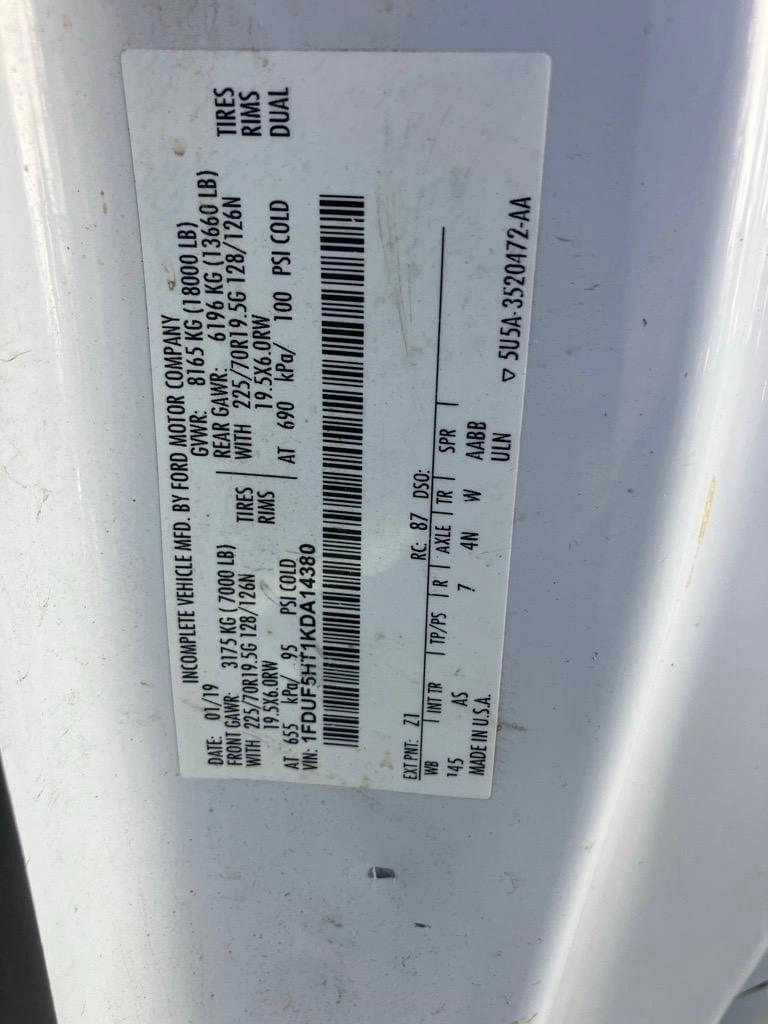 INCOMPLETE VEHICLE MFD. BY FORD MOTOR COMPANY
DATE: 01/19 GVWR: 8165 KG (18000 LB)
FRONT GAWR: 3175 KG (7000 LB) REAR GAWR: 6196 KG (13660 LB)
WITH 225/70R19.5G 128/126N TIRES WITH 225/70R19.5G 128/126N TIRES
19.5X6.0RW RIMS 19.5X6.0RW RIMS
AT 655 kPa/ 95 PSI COLD AT 690 kPa/ 100 PSI COLD DUAL
VIN: 1FDUF5HT1KDA14380
EXT PNT: Z1 RC: 87 DSO:
WB INT TR TP/PS R AXLE TR SPR
145 AS 7 4N W AABB
MADE IN U.S.A. ULN
▽ 5U5A-3520472-AA